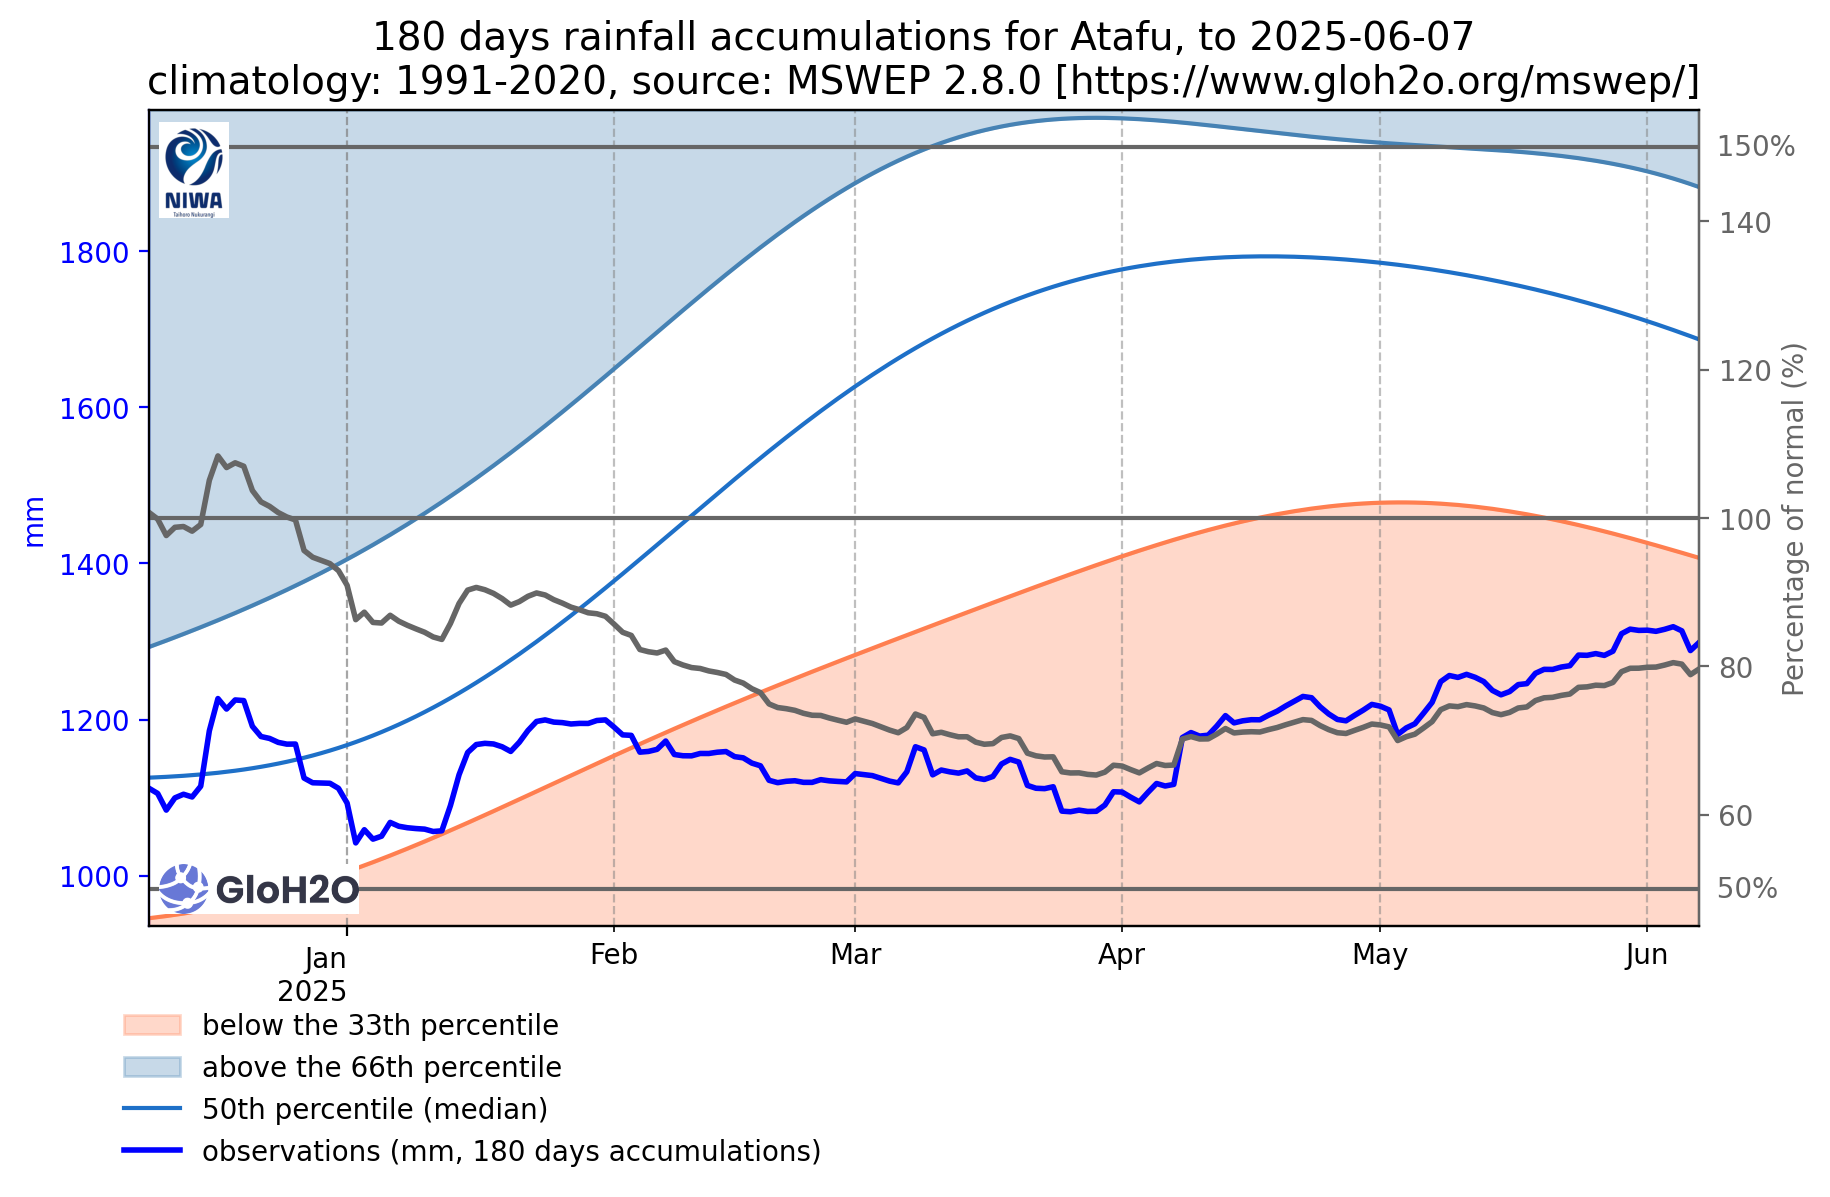 180 days rainfall accumulations for Atafu, to 2025-06-07
climatology: 1991-2020, source: MSWEP 2.8.0 [https://www.gloh2o.org/mswep/]
NIWA
Taihoro Nukurangi
150%
140
120
100
80
60
50%
Percentage of normal (%)
1800
1600
1400
1200
1000
mm
GloH2O
Jan
2025
Feb
Mar
Apr
May
Jun
below the 33th percentile
above the 66th percentile
50th percentile (median)
observations (mm, 180 days accumulations)